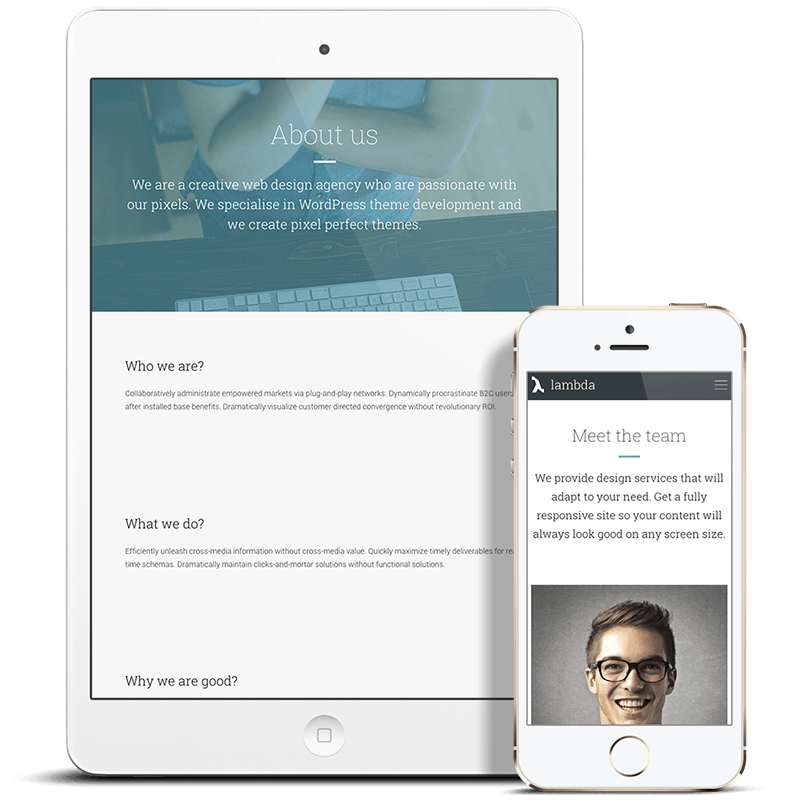 About us
We are a creative web design agency who are passionate with
our pixels. We specialise in WordPress theme development and
we create pixel perfect themes.
Who we are?
Collaboratively administrate empowered markets via plug-and-play networks. Dynamically procrastinate B2C
after installed base benefits. Dramatically visualize customer directed convergence without revolutionary ROI.
What we do?
Efficiently unleash cross-media information without cross-media value. Quickly maximize timely deliverables for
time schemas. Dramatically maintain clicks-and-mortar solutions without functional solutions.
Why we are good?
lambda
Meet the team
We provide design services that will
adapt to your need. Get a fully
responsive site so your content will
always look good on any screen size.